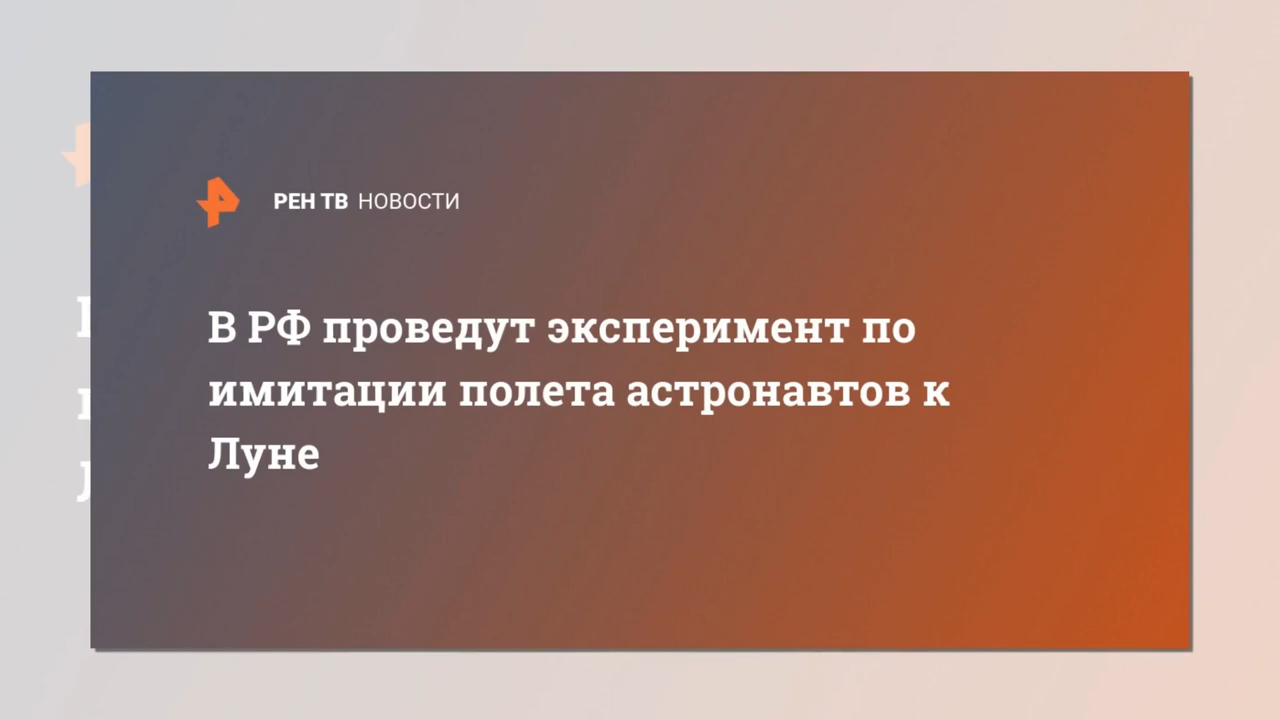 РЕН ТВ НОВОСТИ
В РФ проведут эксперимент по
имитации полета астронавтов к
Луне